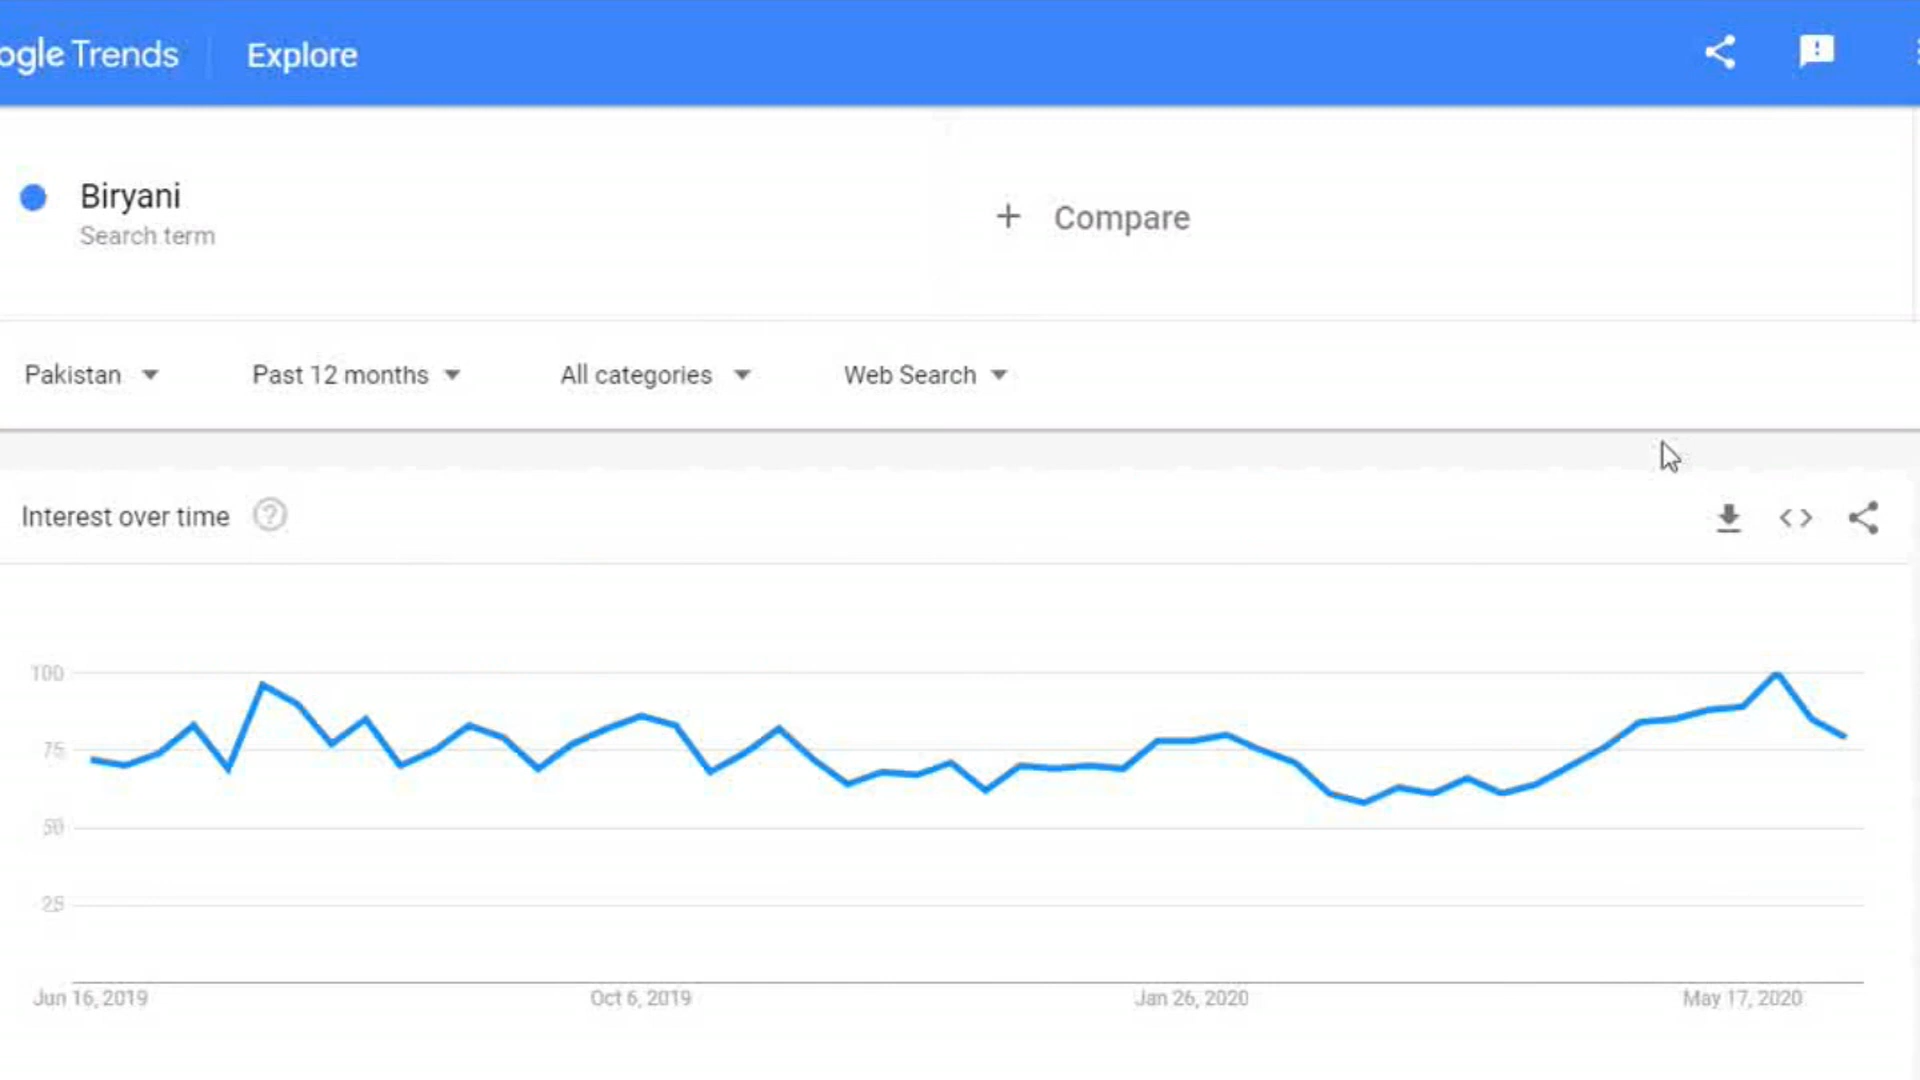 ogle Trends Explore
Biryani
Search term
+ Compare
Pakistan Past 12 months All categories Web Search
Interest over time ?
100
75
50
25
Jun 16, 2019 Oct 6, 2019 Jan 26, 2020 May 17, 2020